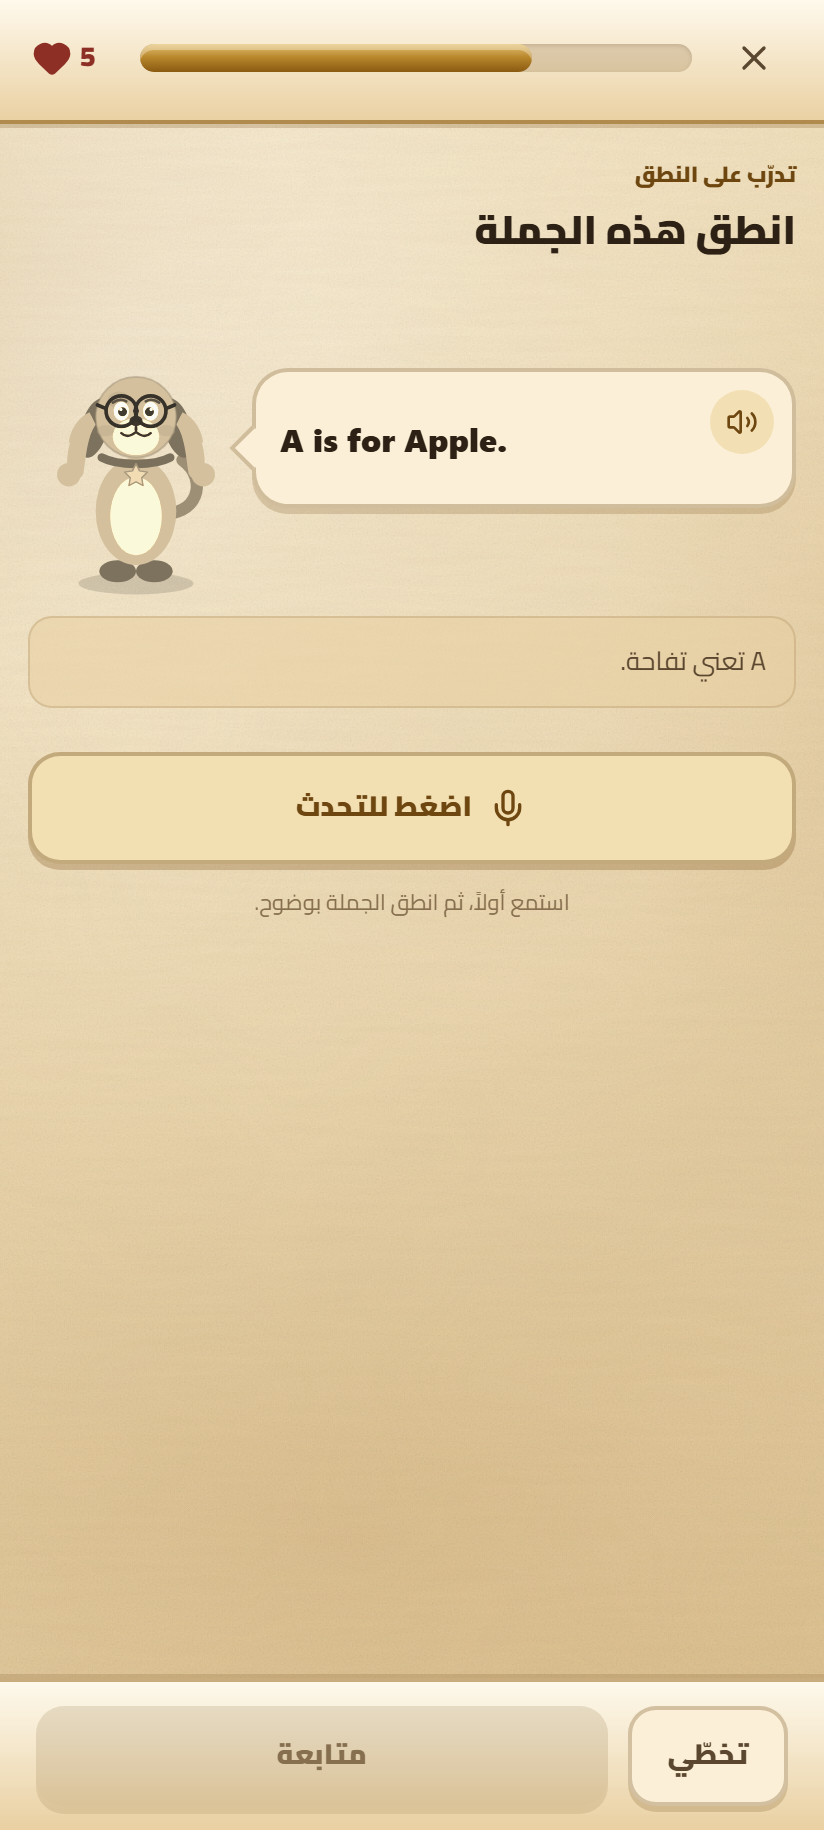 5
تدرّب على النطق
انطق هذه الجملة
A is for Apple.
A تعني تفاحة.
اضغط للتحدث
استمع أولاً، ثم انطق الجملة بوضوح.
تخطّي
متابعة